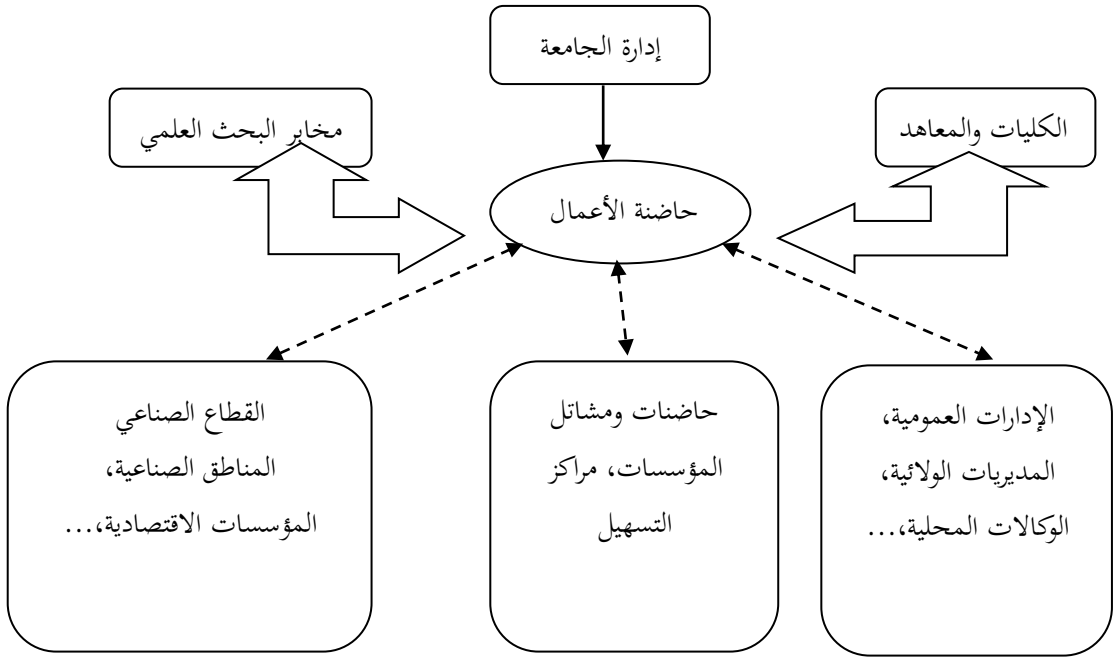 إدارة الجامعة
الكليات والمعاهد
مخابر البحث العلمي
حاضنة الأعمال
الإدارات العمومية،
المديريات الولائية،
الوكالات المحلية،...
حاضنات ومشاتل
المؤسسات، مراكز
التسهيل
القطاع الصناعي
المناطق الصناعية،
المؤسسات الاقتصادية،...